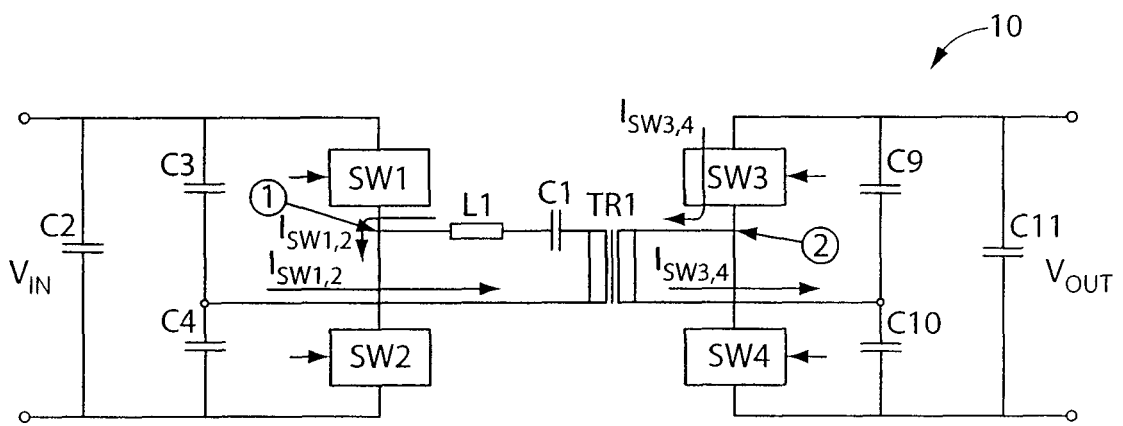 10
I_SW3,4
C3
SW1
C1
TR1
SW3
C9
1
L1
C2
I_SW1,2
2
C11
V_IN
I_SW1,2
I_SW3,4
V_OUT
C4
C10
SW2
SW4